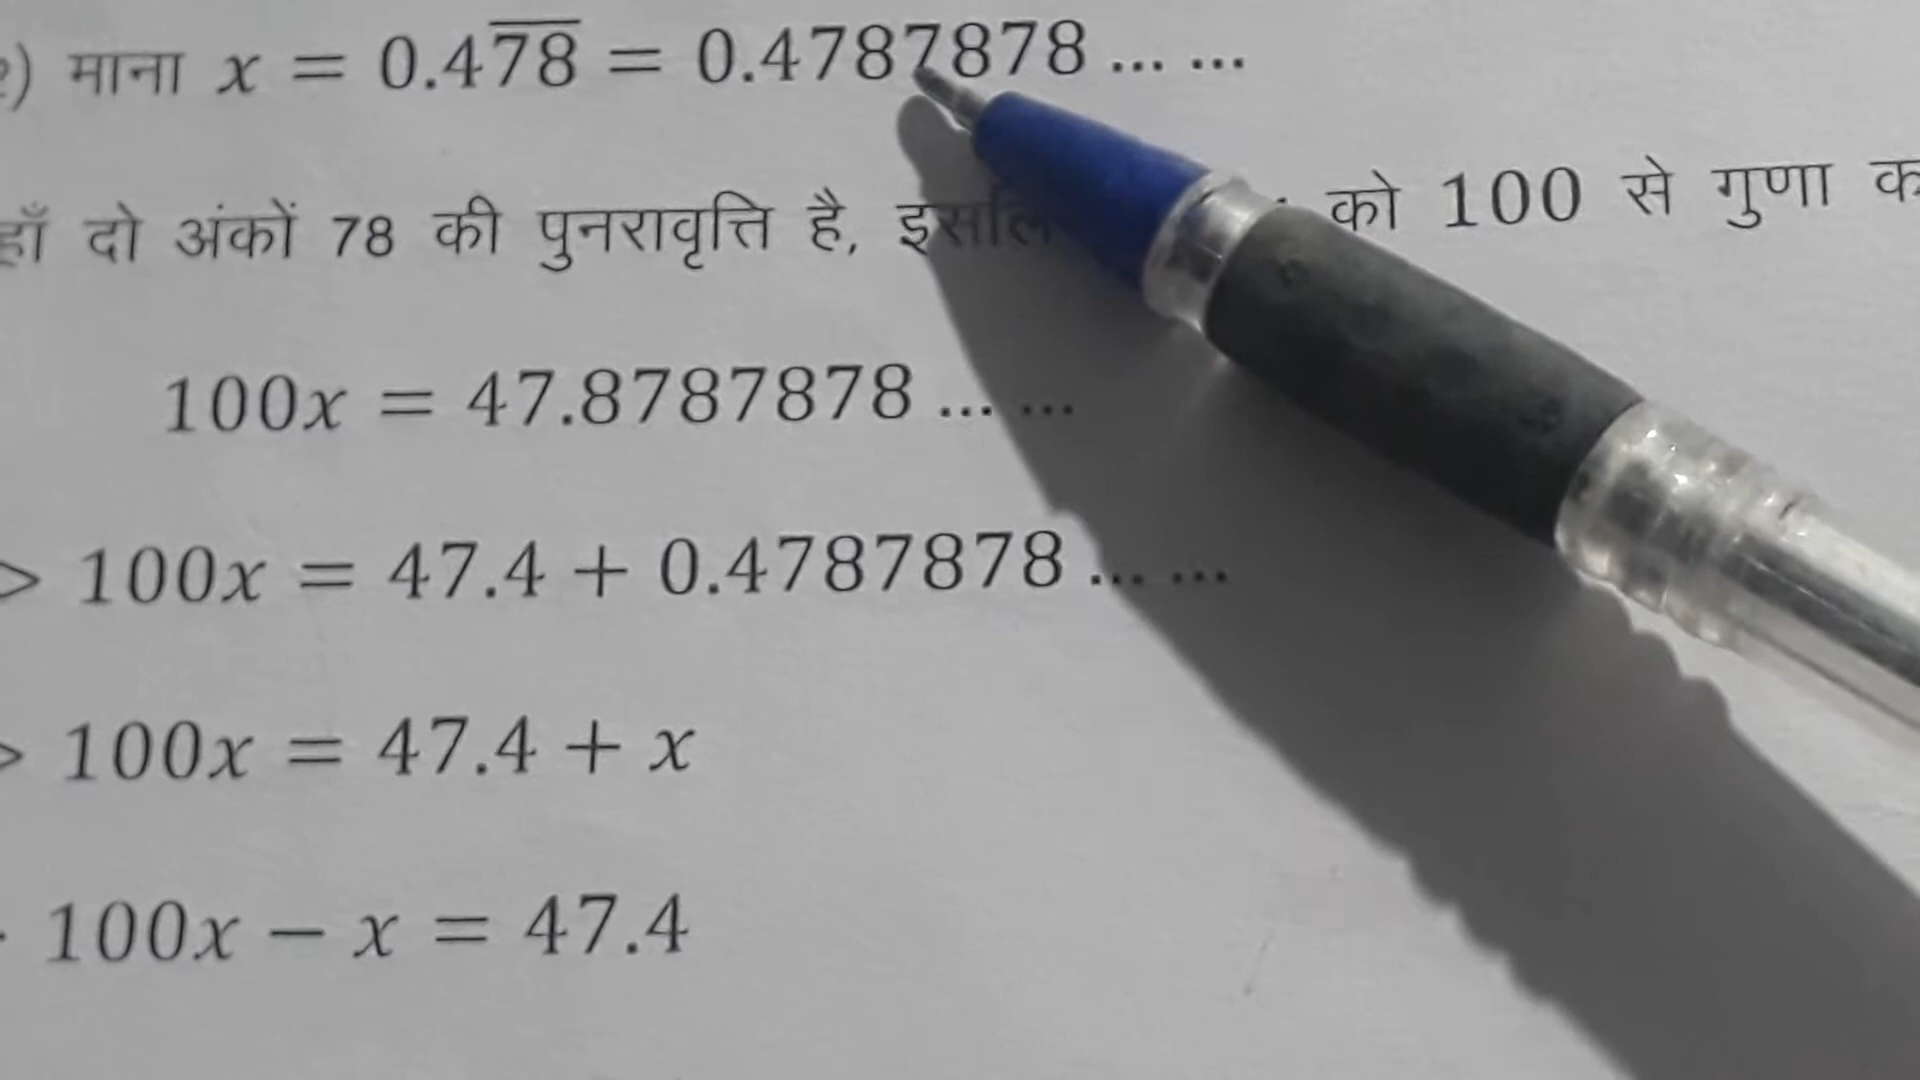 माना x = 0.4\overline{78} = 0.4787878 ... ...
दो अंकों 78 की पुनरावृत्ति है, को 100 से गुणा
100x = 47.8787878 ... ...
> 100x = 47.4 + 0.4787878 ... ...
> 100x = 47.4 + x
100x − x = 47.4